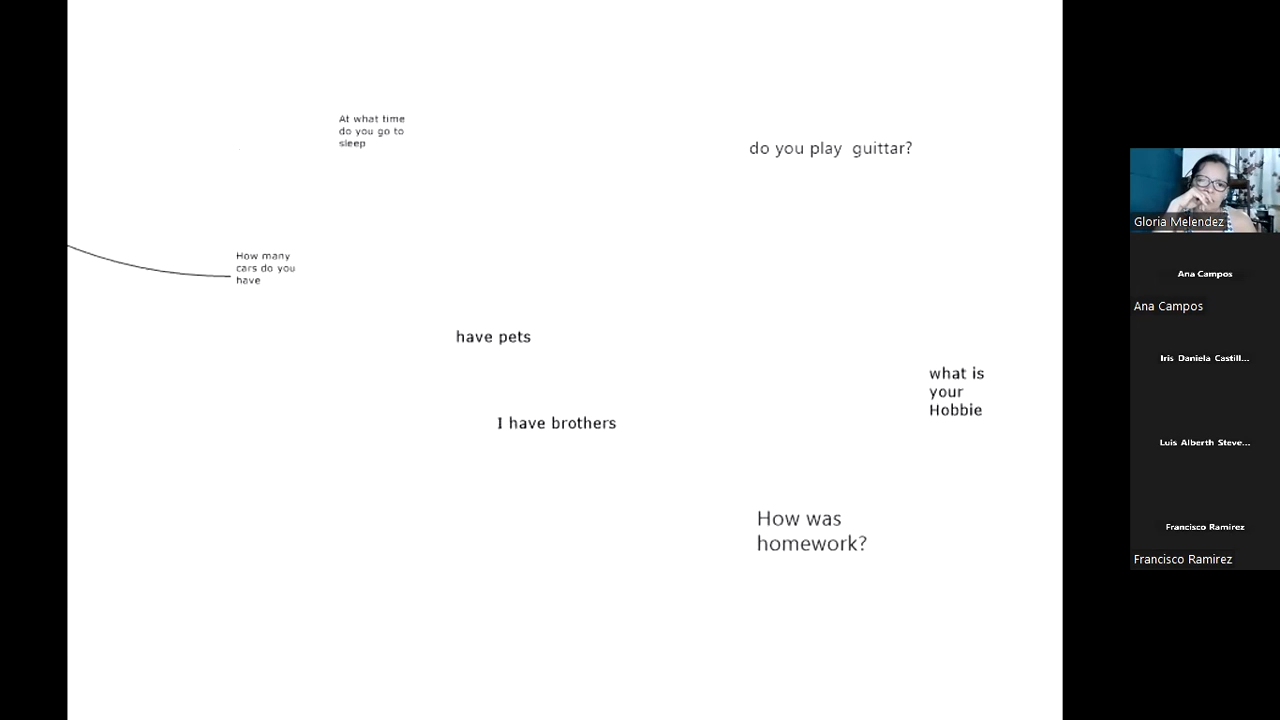 At what time
do you go to
sleep
do you play  guittar?
How many
cars do you
have
have pets
what is
your
Hobbie
I have brothers
How was
homework?
Gloria Melendez
Ana Campos
Ana Campos
Iris Daniela Castill...
Luis Alberth Steve...
Francisco Ramirez
Francisco Ramirez